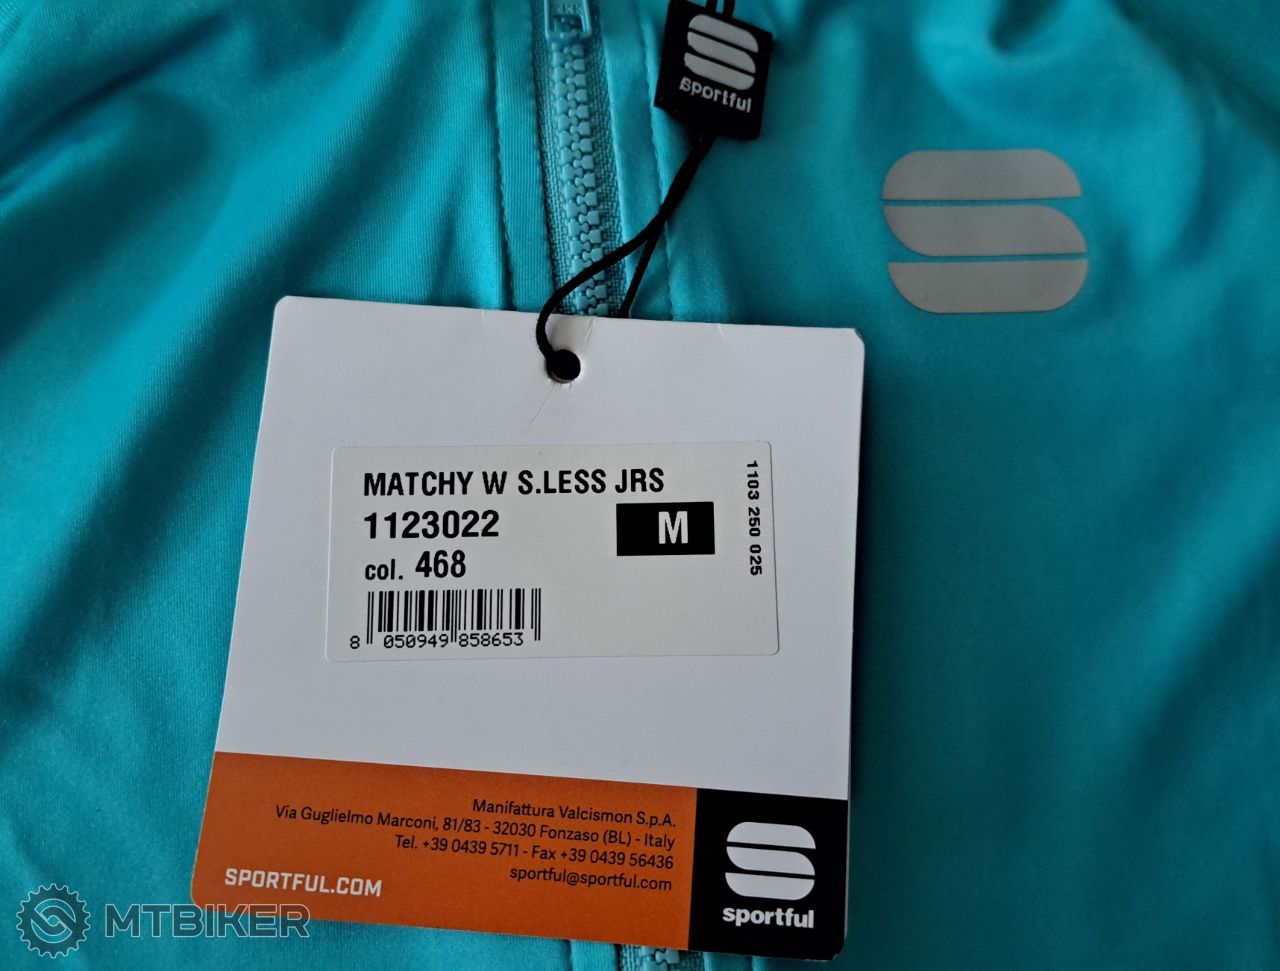 sportful
MATCHY W S.LESS JRS
1123022
M
col. 468
1103 250 025
8 050949 858653
Manifattura Valcismon S.p.A.
Via Guglielmo Marconi, 81/83 - 32030 Fonzaso (BL) - Italy
Tel. +39 0439 5711 - Fax +39 0439 56436
sportful@sportful.com
SPORTFUL.COM
sportful
MTBIKER